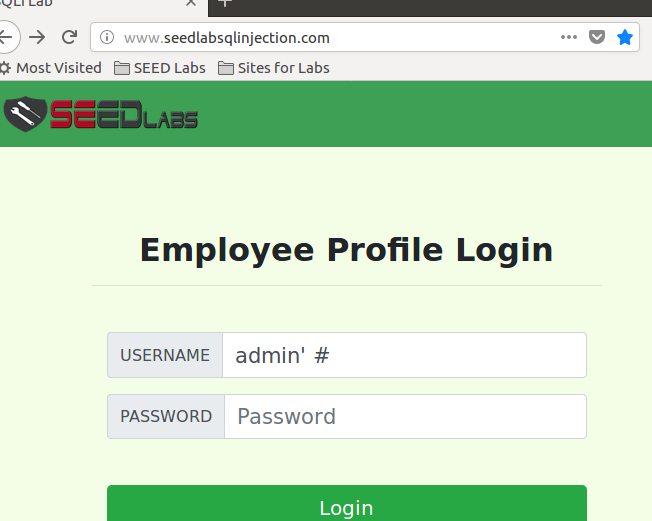 SQLi Lab
www.seedlabsqlinjection.com
Most Visited SEED Labs Sites for Labs
SEEDLABS
Employee Profile Login
USERNAME admin' #
PASSWORD Password
Login